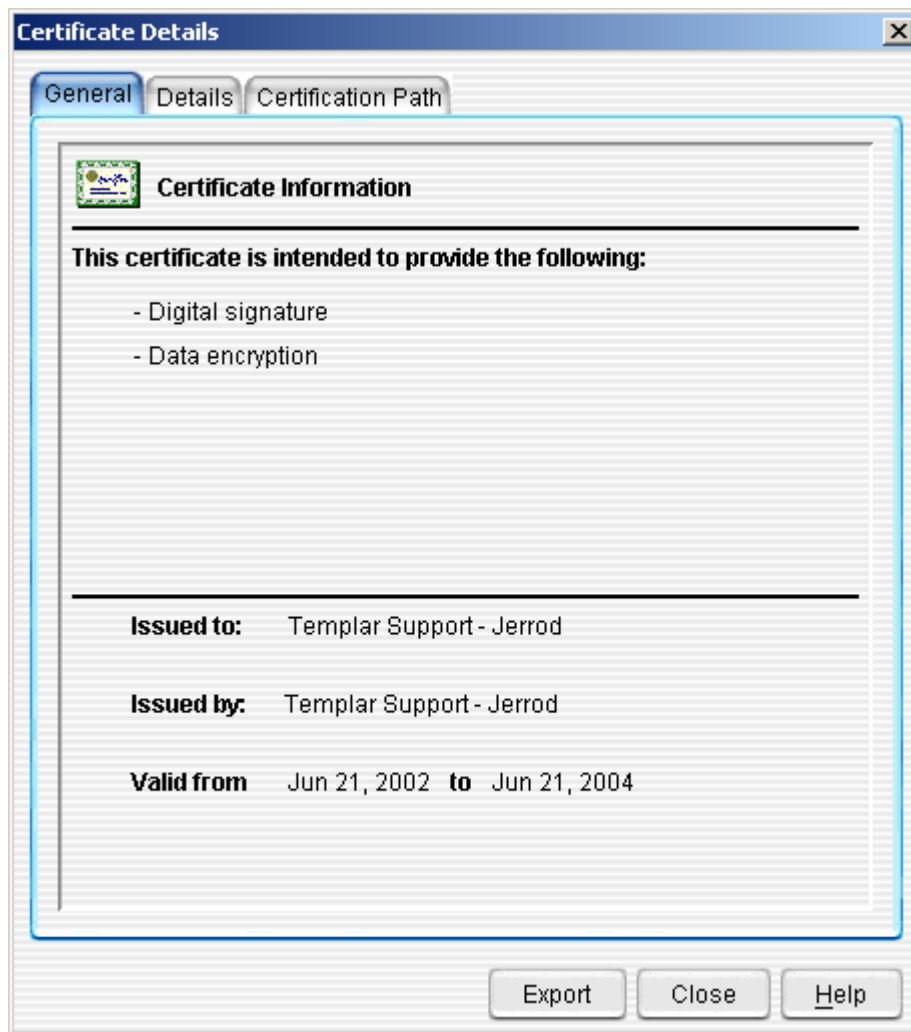 Certificate Details
General Details Certification Path
Certificate Information
This certificate is intended to provide the following:
- Digital signature
- Data encryption
Issued to: Templar Support - Jerrod
Issued by: Templar Support - Jerrod
Valid from Jun 21, 2002 to Jun 21, 2004
Export Close Help